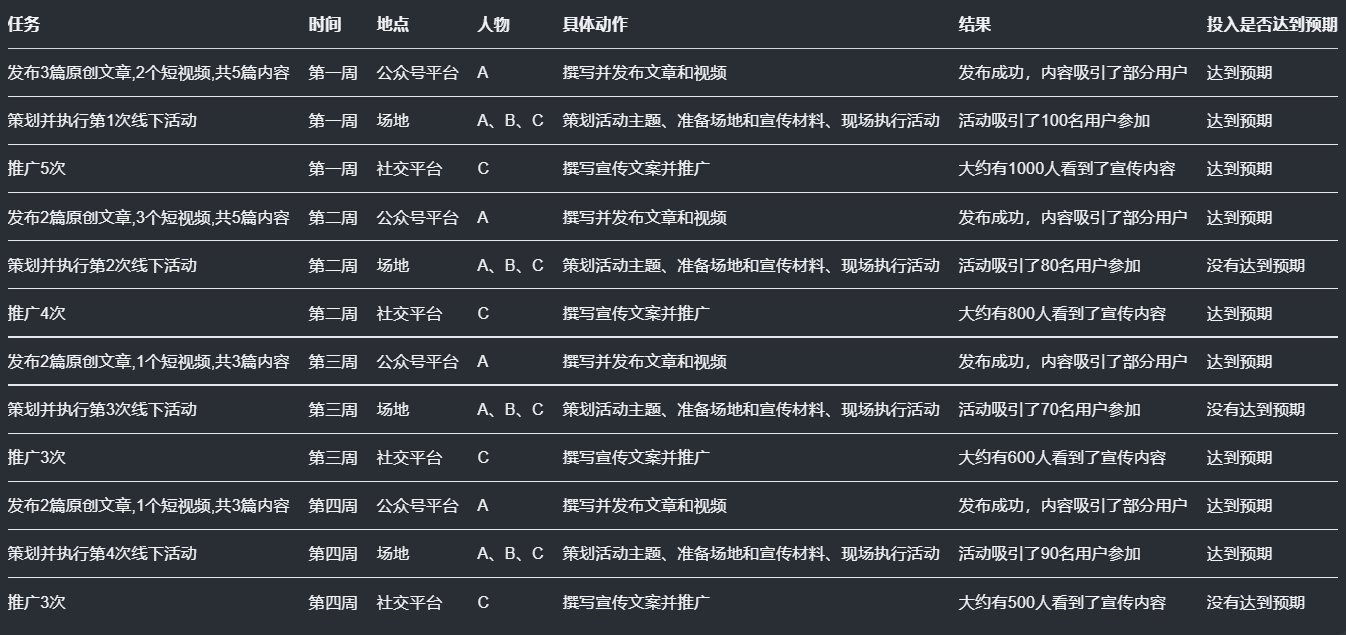 任务 时间 地点 人物 具体动作 结果 投入是否达到预期
发布3篇原创文章,2个短视频,共5篇内容 第一周 公众号平台 A 撰写并发布文章和视频 发布成功，内容吸引了部分用户 达到预期
策划并执行第1次线下活动 第一周 场地 A、B、C 策划活动主题、准备场地和宣传材料、现场执行活动 活动吸引了100名用户参加 达到预期
推广5次 第一周 社交平台 C 撰写宣传文案并推广 大约有1000人看到了宣传内容 达到预期
发布2篇原创文章,3个短视频,共5篇内容 第二周 公众号平台 A 撰写并发布文章和视频 发布成功，内容吸引了部分用户 达到预期
策划并执行第2次线下活动 第二周 场地 A、B、C 策划活动主题、准备场地和宣传材料、现场执行活动 活动吸引了80名用户参加 没有达到预期
推广4次 第二周 社交平台 C 撰写宣传文案并推广 大约有800人看到了宣传内容 达到预期
发布2篇原创文章,1个短视频,共3篇内容 第三周 公众号平台 A 撰写并发布文章和视频 发布成功，内容吸引了部分用户 达到预期
策划并执行第3次线下活动 第三周 场地 A、B、C 策划活动主题、准备场地和宣传材料、现场执行活动 活动吸引了70名用户参加 没有达到预期
推广3次 第三周 社交平台 C 撰写宣传文案并推广 大约有600人看到了宣传内容 达到预期
发布2篇原创文章,1个短视频,共3篇内容 第四周 公众号平台 A 撰写并发布文章和视频 发布成功，内容吸引了部分用户 达到预期
策划并执行第4次线下活动 第四周 场地 A、B、C 策划活动主题、准备场地和宣传材料、现场执行活动 活动吸引了90名用户参加 达到预期
推广3次 第四周 社交平台 C 撰写宣传文案并推广 大约有500人看到了宣传内容 没有达到预期